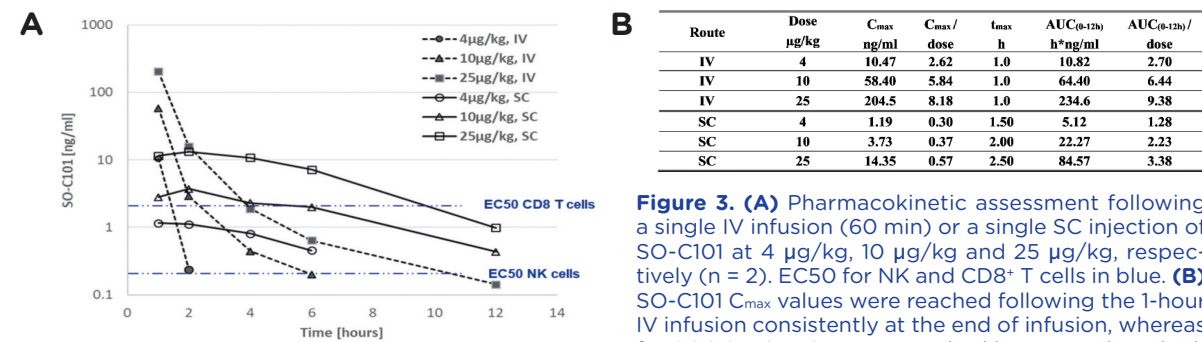 A
1000
100
10
1
0.1
SO-C101 [ng/ml]
4µg/kg, IV
10µg/kg, IV
25µg/kg, IV
4µg/kg, SC
10µg/kg, SC
25µg/kg, SC
EC50 CD8 T cells
EC50 NK cells
0 2 4 6 8 10 12 14
Time [hours]
B
Route Dose µg/kg Cmax ng/ml Cmax/ dose tmax h AUC(0-12h) h*ng/ml AUC(0-12h)/ dose
IV 4 10.47 2.62 1.0 10.82 2.70
IV 10 58.40 5.84 1.0 64.40 6.44
IV 25 204.5 8.18 1.0 234.6 9.38
SC 4 1.19 0.30 1.50 5.12 1.28
SC 10 3.73 0.37 2.00 22.27 2.23
SC 25 14.35 0.57 2.50 84.57 3.38
Figure 3. (A) Pharmacokinetic assessment following
a single IV infusion (60 min) or a single SC injection of
SO-C101 at 4 µg/kg, 10 µg/kg and 25 µg/kg, respec-
tively (n = 2). EC50 for NK and CD8⁺ T cells in blue. (B)
SO-C101 Cmax values were reached following the 1-hour
IV infusion consistently at the end of infusion, whereas